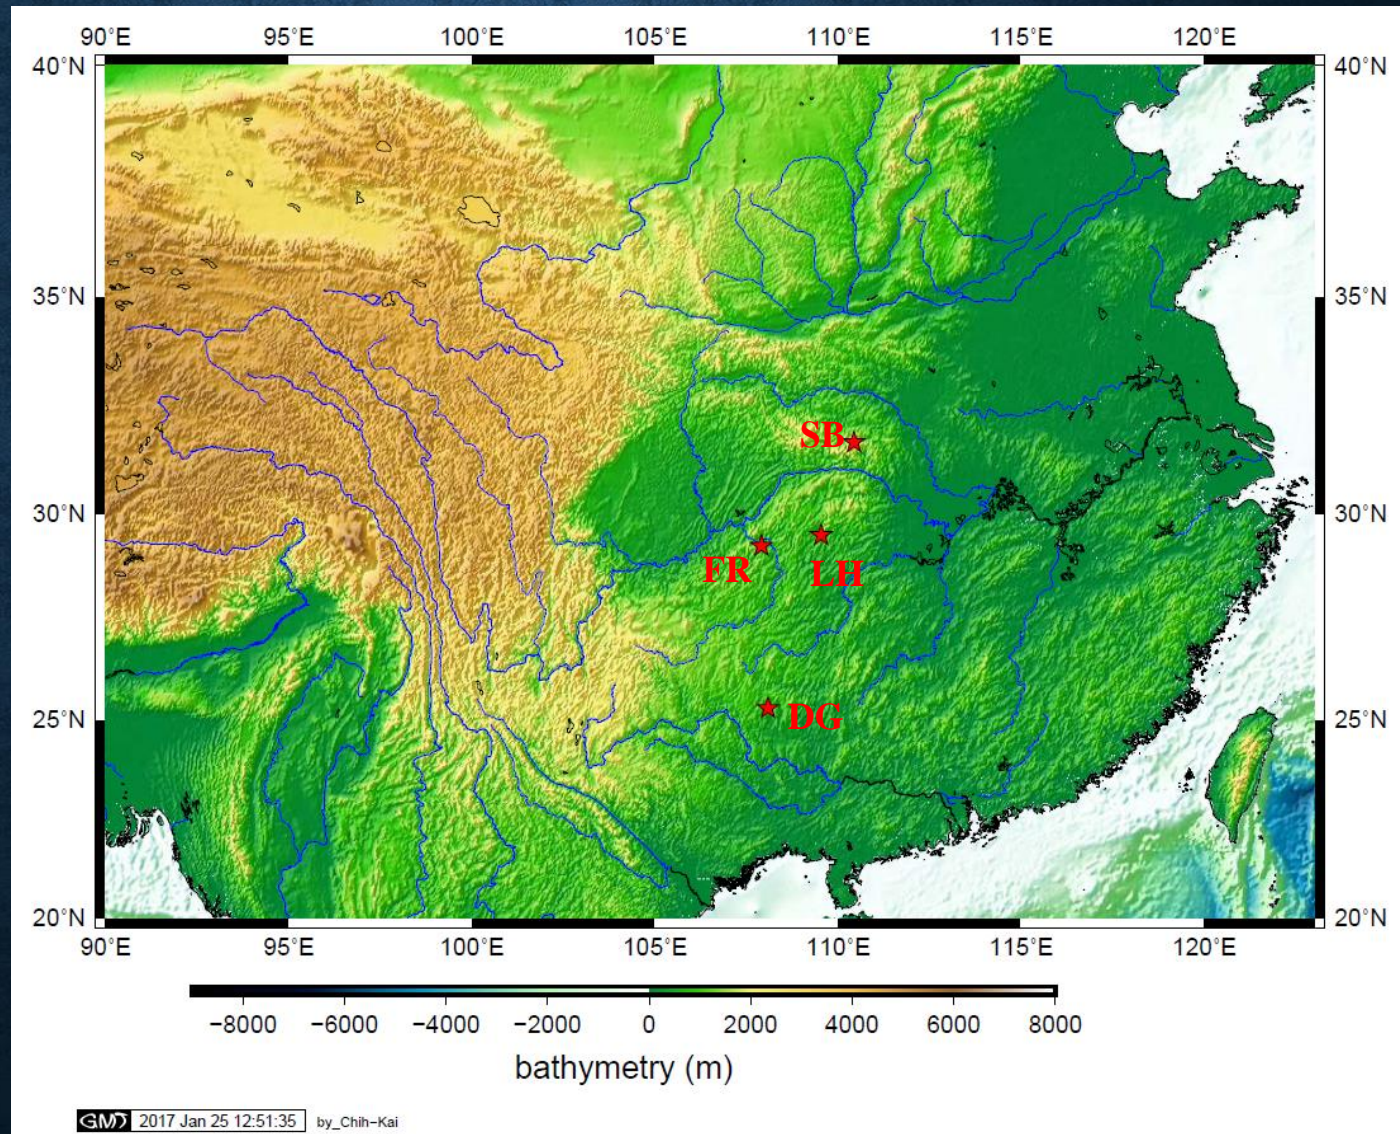 90°E 95°E 100°E 105°E 110°E 115°E 120°E
40°N 40°N
35°N 35°N
SB
30°N 30°N
FR LH
25°N DG 25°N
20°N 20°N
90°E 95°E 100°E 105°E 110°E 115°E 120°E
−8000 −6000 −4000 −2000 0 2000 4000 6000 8000
bathymetry (m)
GMT 2017 Jan 25 12:51:35 by_Chih−Kai